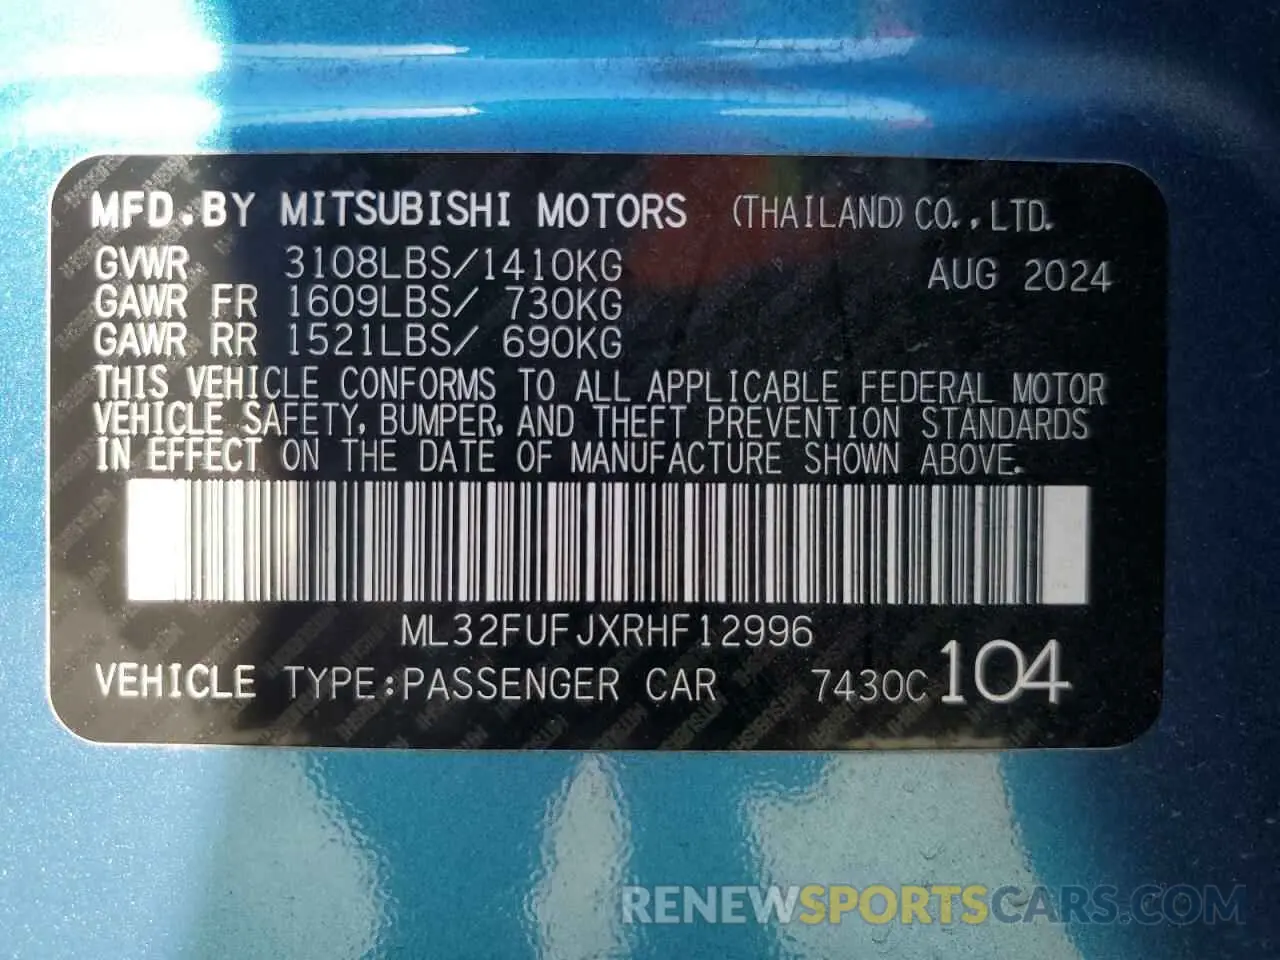 MFD.BY MITSUBISHI MOTORS (THAILAND) CO., LTD.
GVWR 3108LBS/1410KG AUG 2024
GAWR FR 1609LBS/ 730KG
GAWR RR 1521LBS/ 690KG
THIS VEHICLE CONFORMS TO ALL APPLICABLE FEDERAL MOTOR
VEHICLE SAFETY, BUMPER, AND THEFT PREVENTION STANDARDS
IN EFFECT ON THE DATE OF MANUFACTURE SHOWN ABOVE.
ML32FUFJXRHF12996
VEHICLE TYPE:PASSENGER CAR 7430C 104
RENEWSPORTSCARS.COM